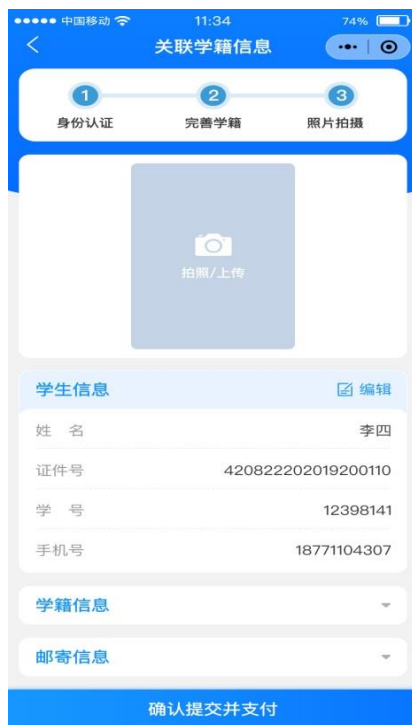 中国移动 11:34 74%
关联学籍信息
1 2 3
身份认证 完善学籍 照片拍摄
拍照/上传
学生信息 编辑
姓 名 李四
证件号 420822202019200110
学 号 12398141
手机号 18771104307
学籍信息
邮寄信息
确认提交并支付